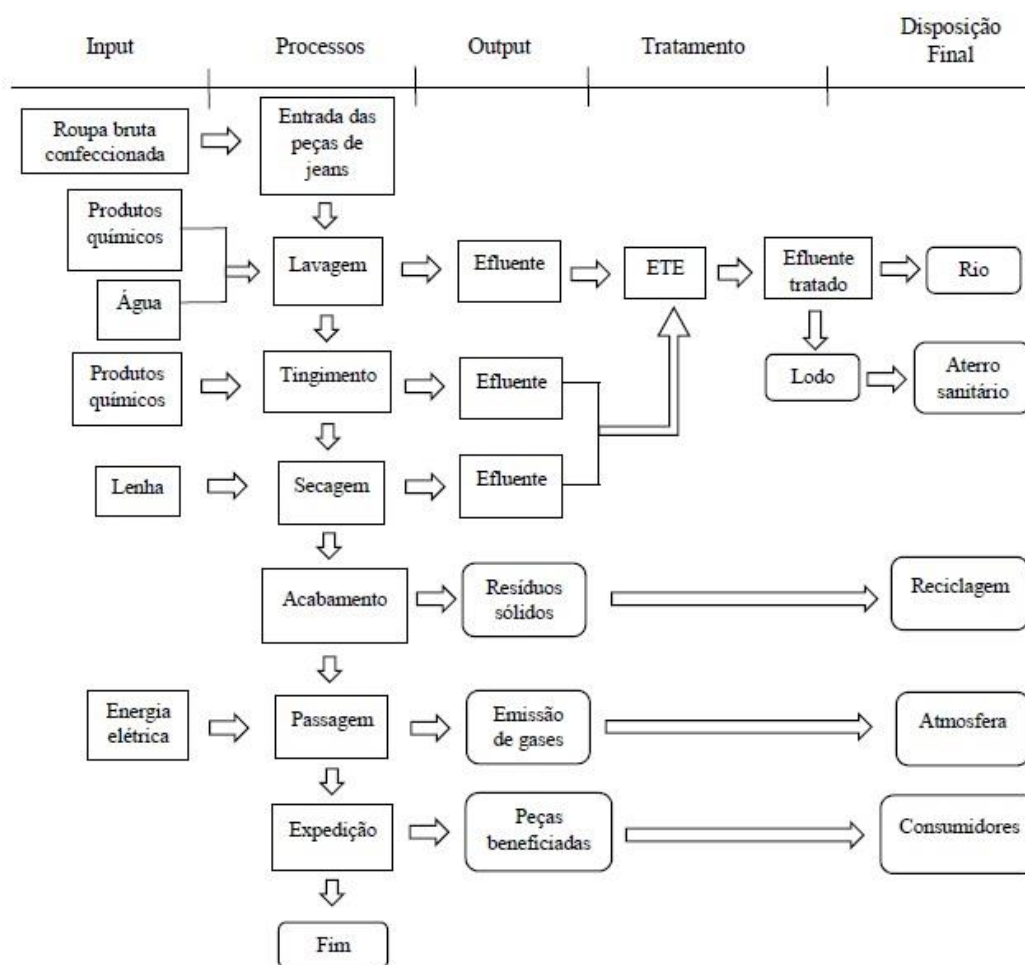 Input
Processos
Output
Tratamento
Disposição
Final
Roupa bruta
confeccionada
Entrada das
peças de
jeans
Produtos
químicos
Água
Lavagem
Efluente
ETE
Efluente
tratado
Rio
Produtos
químicos
Tingimento
Efluente
Lodo
Aterro
sanitário
Lenha
Secagem
Efluente
Acabamento
Resíduos
sólidos
Reciclagem
Energia
elétrica
Passagem
Emissão
de gases
Atmosfera
Expedição
Peças
beneficiadas
Consumidores
Fim